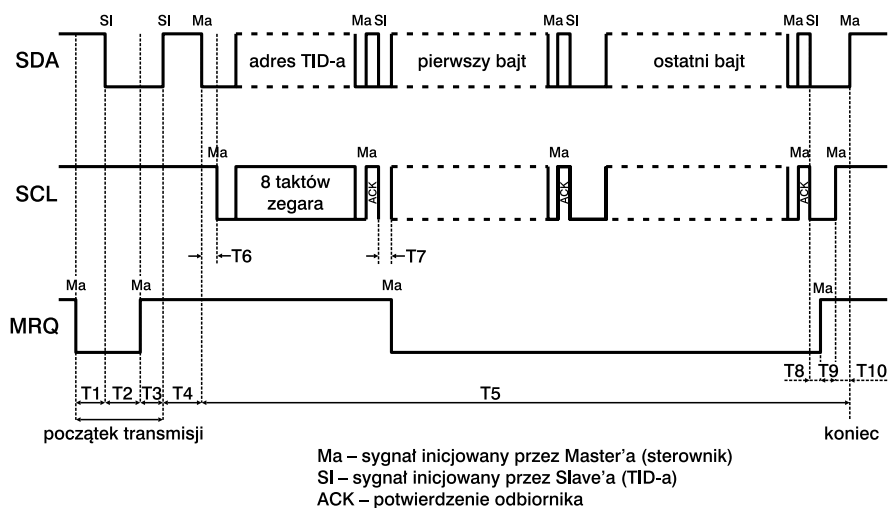 SI SI Ma Ma SI Ma SI Ma SI Ma
SDA adres TID-a pierwszy bajt ostatni bajt
Ma Ma Ma Ma Ma
SCL 8 taktów zegara ACK ACK ACK
T6 T7
Ma Ma Ma Ma
MRQ
T8 T9 T10
T1 T2 T3 T4 T5
początek transmisji koniec
Ma – sygnał inicjowany przez Master'a (sterownik)
SI – sygnał inicjowany przez Slave'a (TID-a)
ACK – potwierdzenie odbiornika